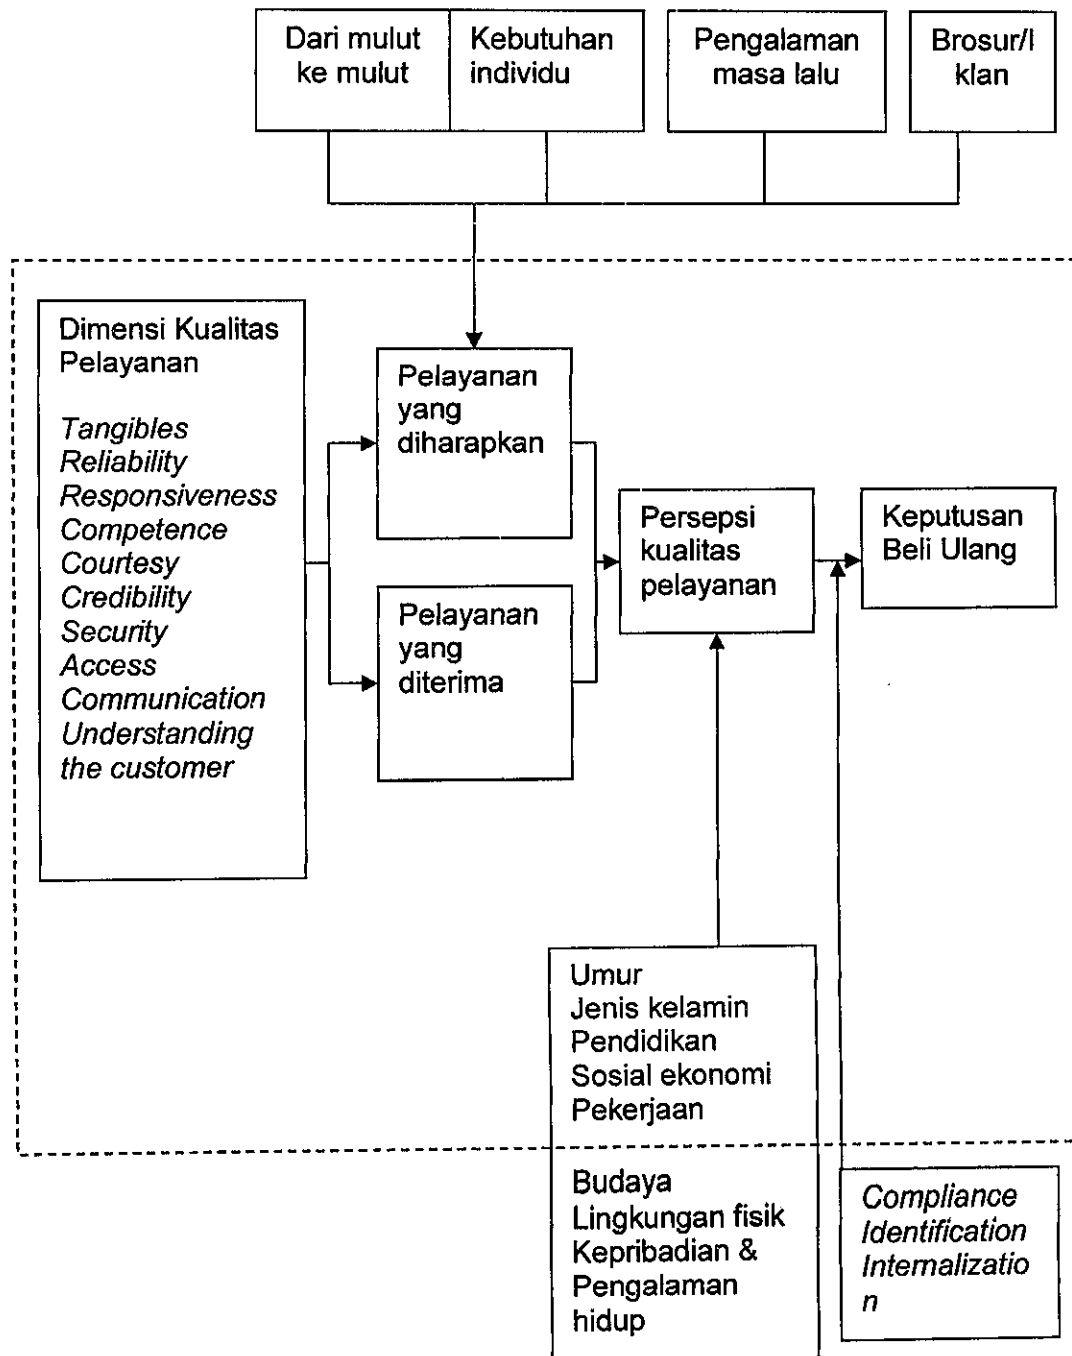 Dari mulut
ke mulut
Kebutuhan
individu
Pengalaman
masa lalu
Brosur/I
klan
Dimensi Kualitas
Pelayanan
Tangibles
Reliability
Responsiveness
Competence
Courtesy
Credibility
Security
Access
Communication
Understanding
the customer
Pelayanan
yang
diharapkan
Pelayanan
yang
diterima
Persepsi
kualitas
pelayanan
Keputusan
Beli Ulang
Umur
Jenis kelamin
Pendidikan
Sosial ekonomi
Pekerjaan
Budaya
Lingkungan fisik
Kepribadian &
Pengalaman
hidup
Compliance
Identification
Internalizatio
n